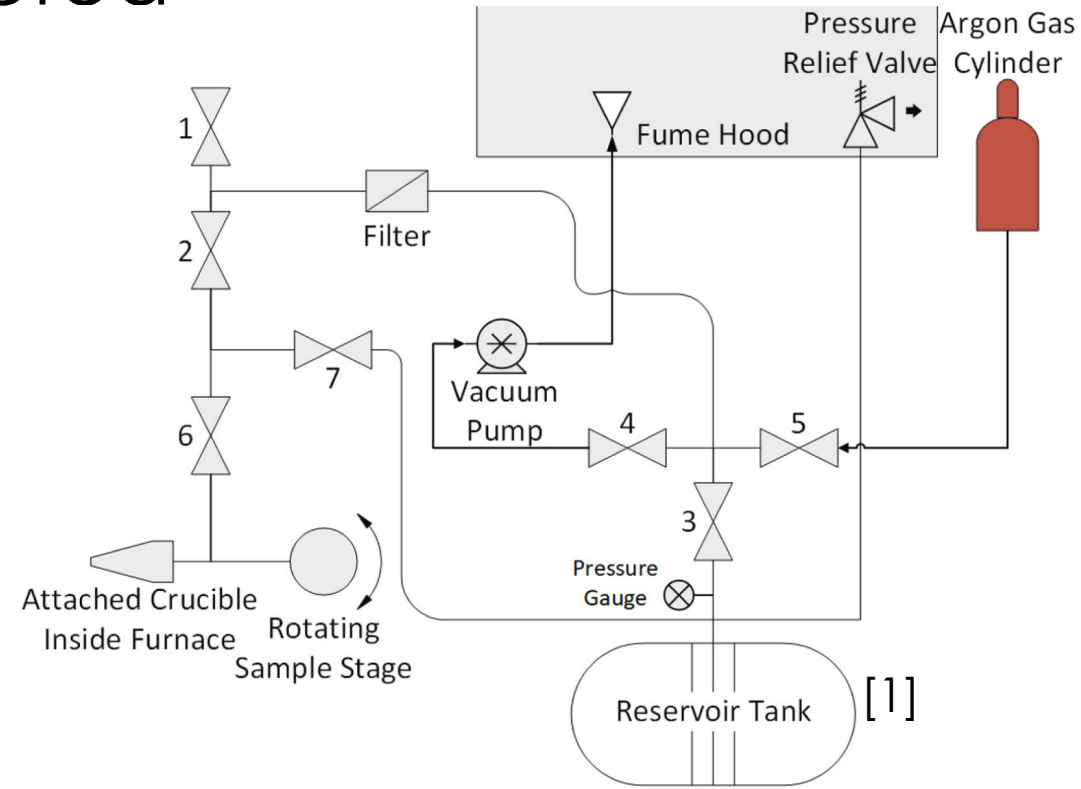 Pressure
Relief Valve
Argon Gas
Cylinder
1
Fume Hood
2
Filter
7
Vacuum
Pump
4
5
6
3
Pressure
Gauge
Attached Crucible
Inside Furnace
Rotating
Sample Stage
Reservoir Tank
[1]